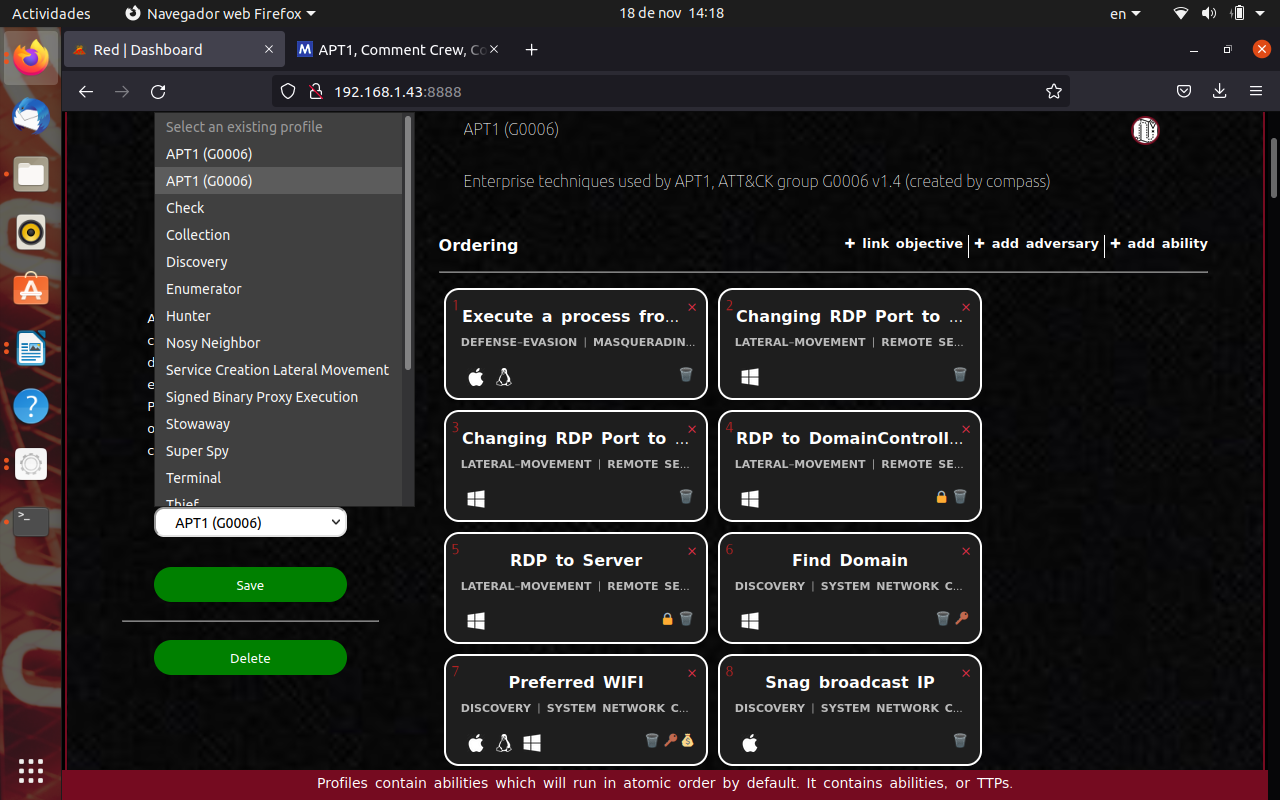 Actividades
Navegador web Firefox
18 de nov 14:18
en
Red | Dashboard
APT1, Comment Crew, Co
192.168.1.43:8888
Select an existing profile
APT1 (G0006)
APT1 (G0006)
Check
Collection
Discovery
Enumerator
Hunter
Nosy Neighbor
Service Creation Lateral Movement
Signed Binary Proxy Execution
Stowaway
Super Spy
Terminal
Thief
APT1 (G0006)
Save
Delete
APT1 (G0006)
Enterprise techniques used by APT1, ATT&CK group G0006 v1.4 (created by compass)
Ordering
+ link objective
+ add adversary
+ add ability
1
Execute a process fro...
DEFENSE-EVASION | MASQUERADIN...
2
Changing RDP Port to ...
LATERAL-MOVEMENT | REMOTE SE...
3
Changing RDP Port to ...
LATERAL-MOVEMENT | REMOTE SE...
4
RDP to DomainControll...
LATERAL-MOVEMENT | REMOTE SE...
5
RDP to Server
LATERAL-MOVEMENT | REMOTE SE...
6
Find Domain
DISCOVERY | SYSTEM NETWORK C...
7
Preferred WIFI
DISCOVERY | SYSTEM NETWORK C...
8
Snag broadcast IP
DISCOVERY | SYSTEM NETWORK C...
Profiles contain abilities which will run in atomic order by default. It contains abilities, or TTPs.